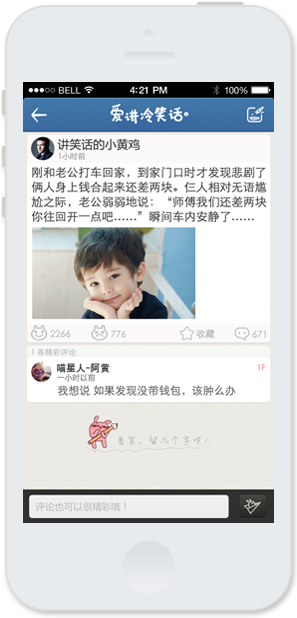 BELL 4:21 PM 100%
爱讲冷笑话
讲笑话的小黄鸡
1小时前
刚和老公打车回家，到家门口时才发现悲剧了
俩人身上钱合起来还差两块。仨人相对无语尴
尬之际，老公弱弱地说：“师傅我们还差两块
你往回开一点吧……”瞬间车内安静了……
2266 776 收藏 671
1 条精彩评论
喵星人-阿黄 1F
一小时以前
我想说 如果发现没带钱包，该肿么办
看官，留几个字呗！
评论也可以很精彩哦！